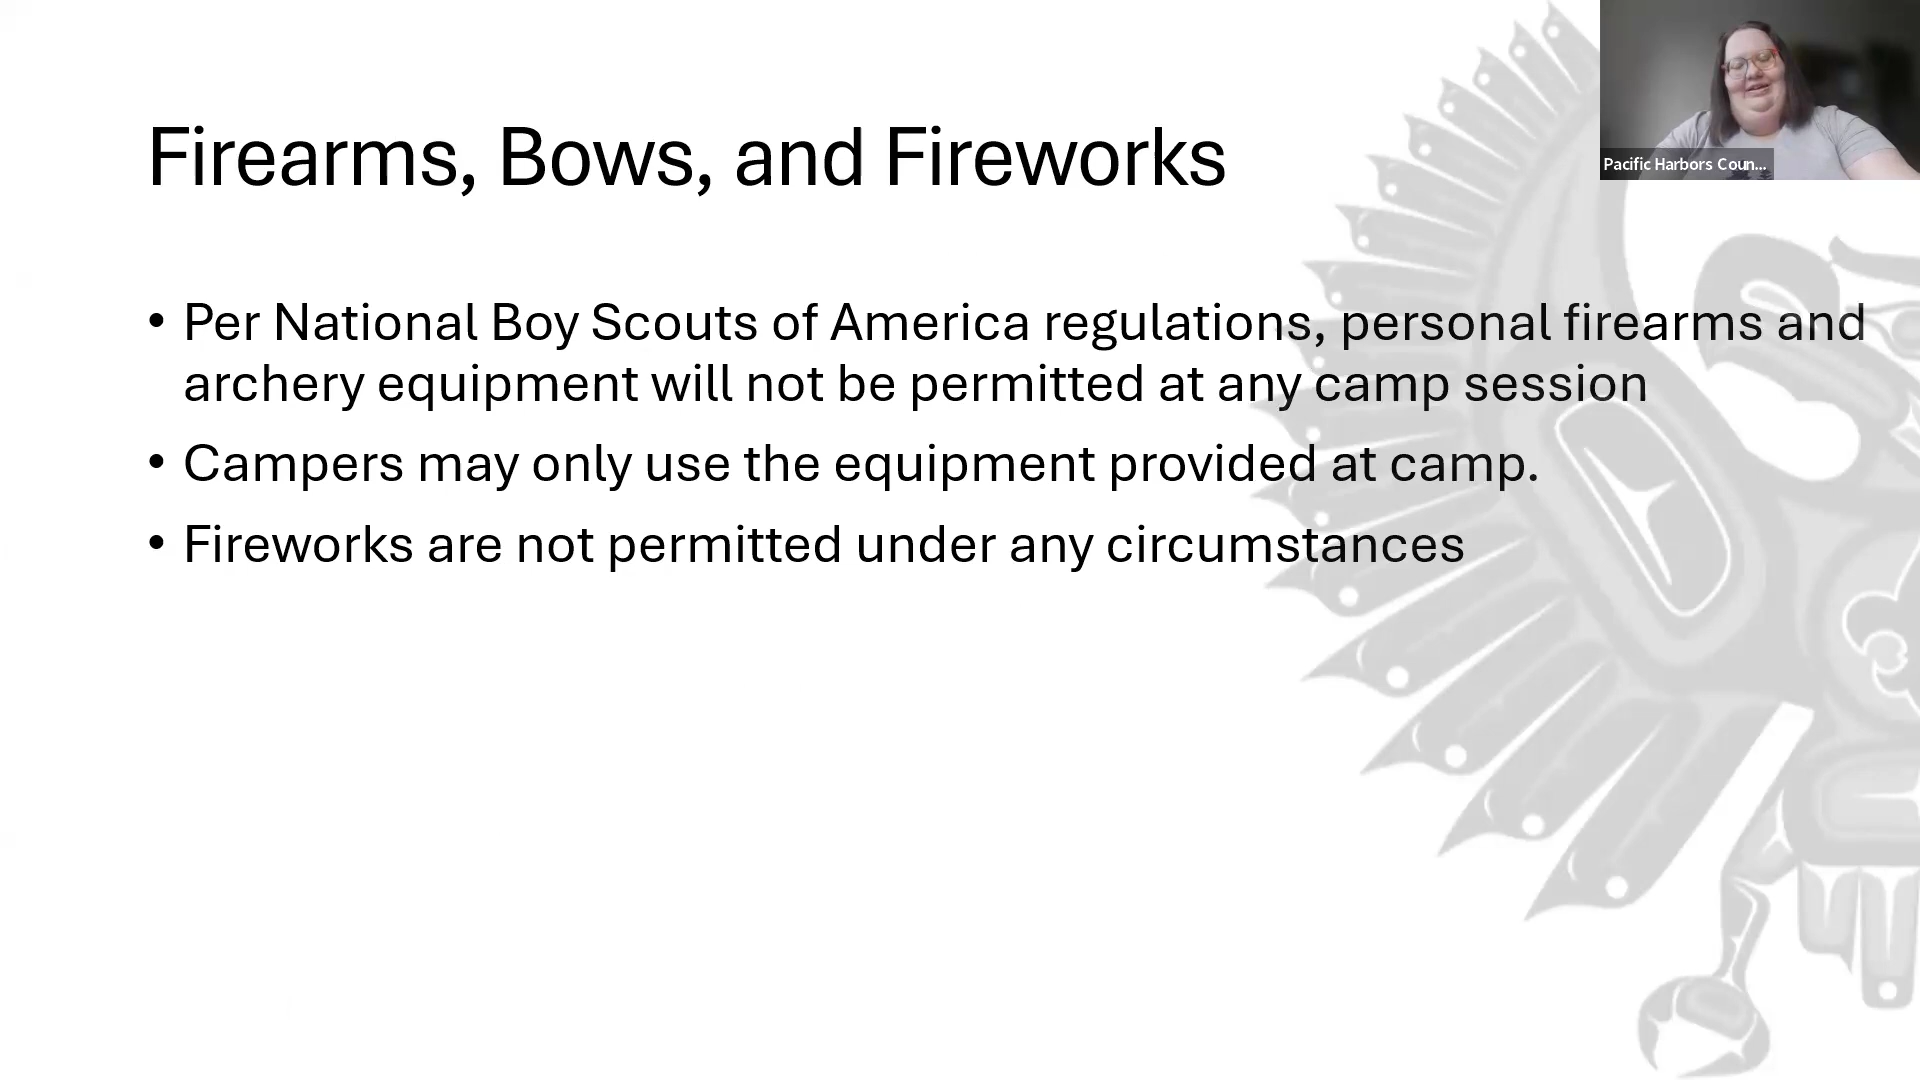 Firearms, Bows, and Fireworks
Pacific Harbors Coun...
• Per National Boy Scouts of America regulations, personal firearms and
archery equipment will not be permitted at any camp session
• Campers may only use the equipment provided at camp.
• Fireworks are not permitted under any circumstances